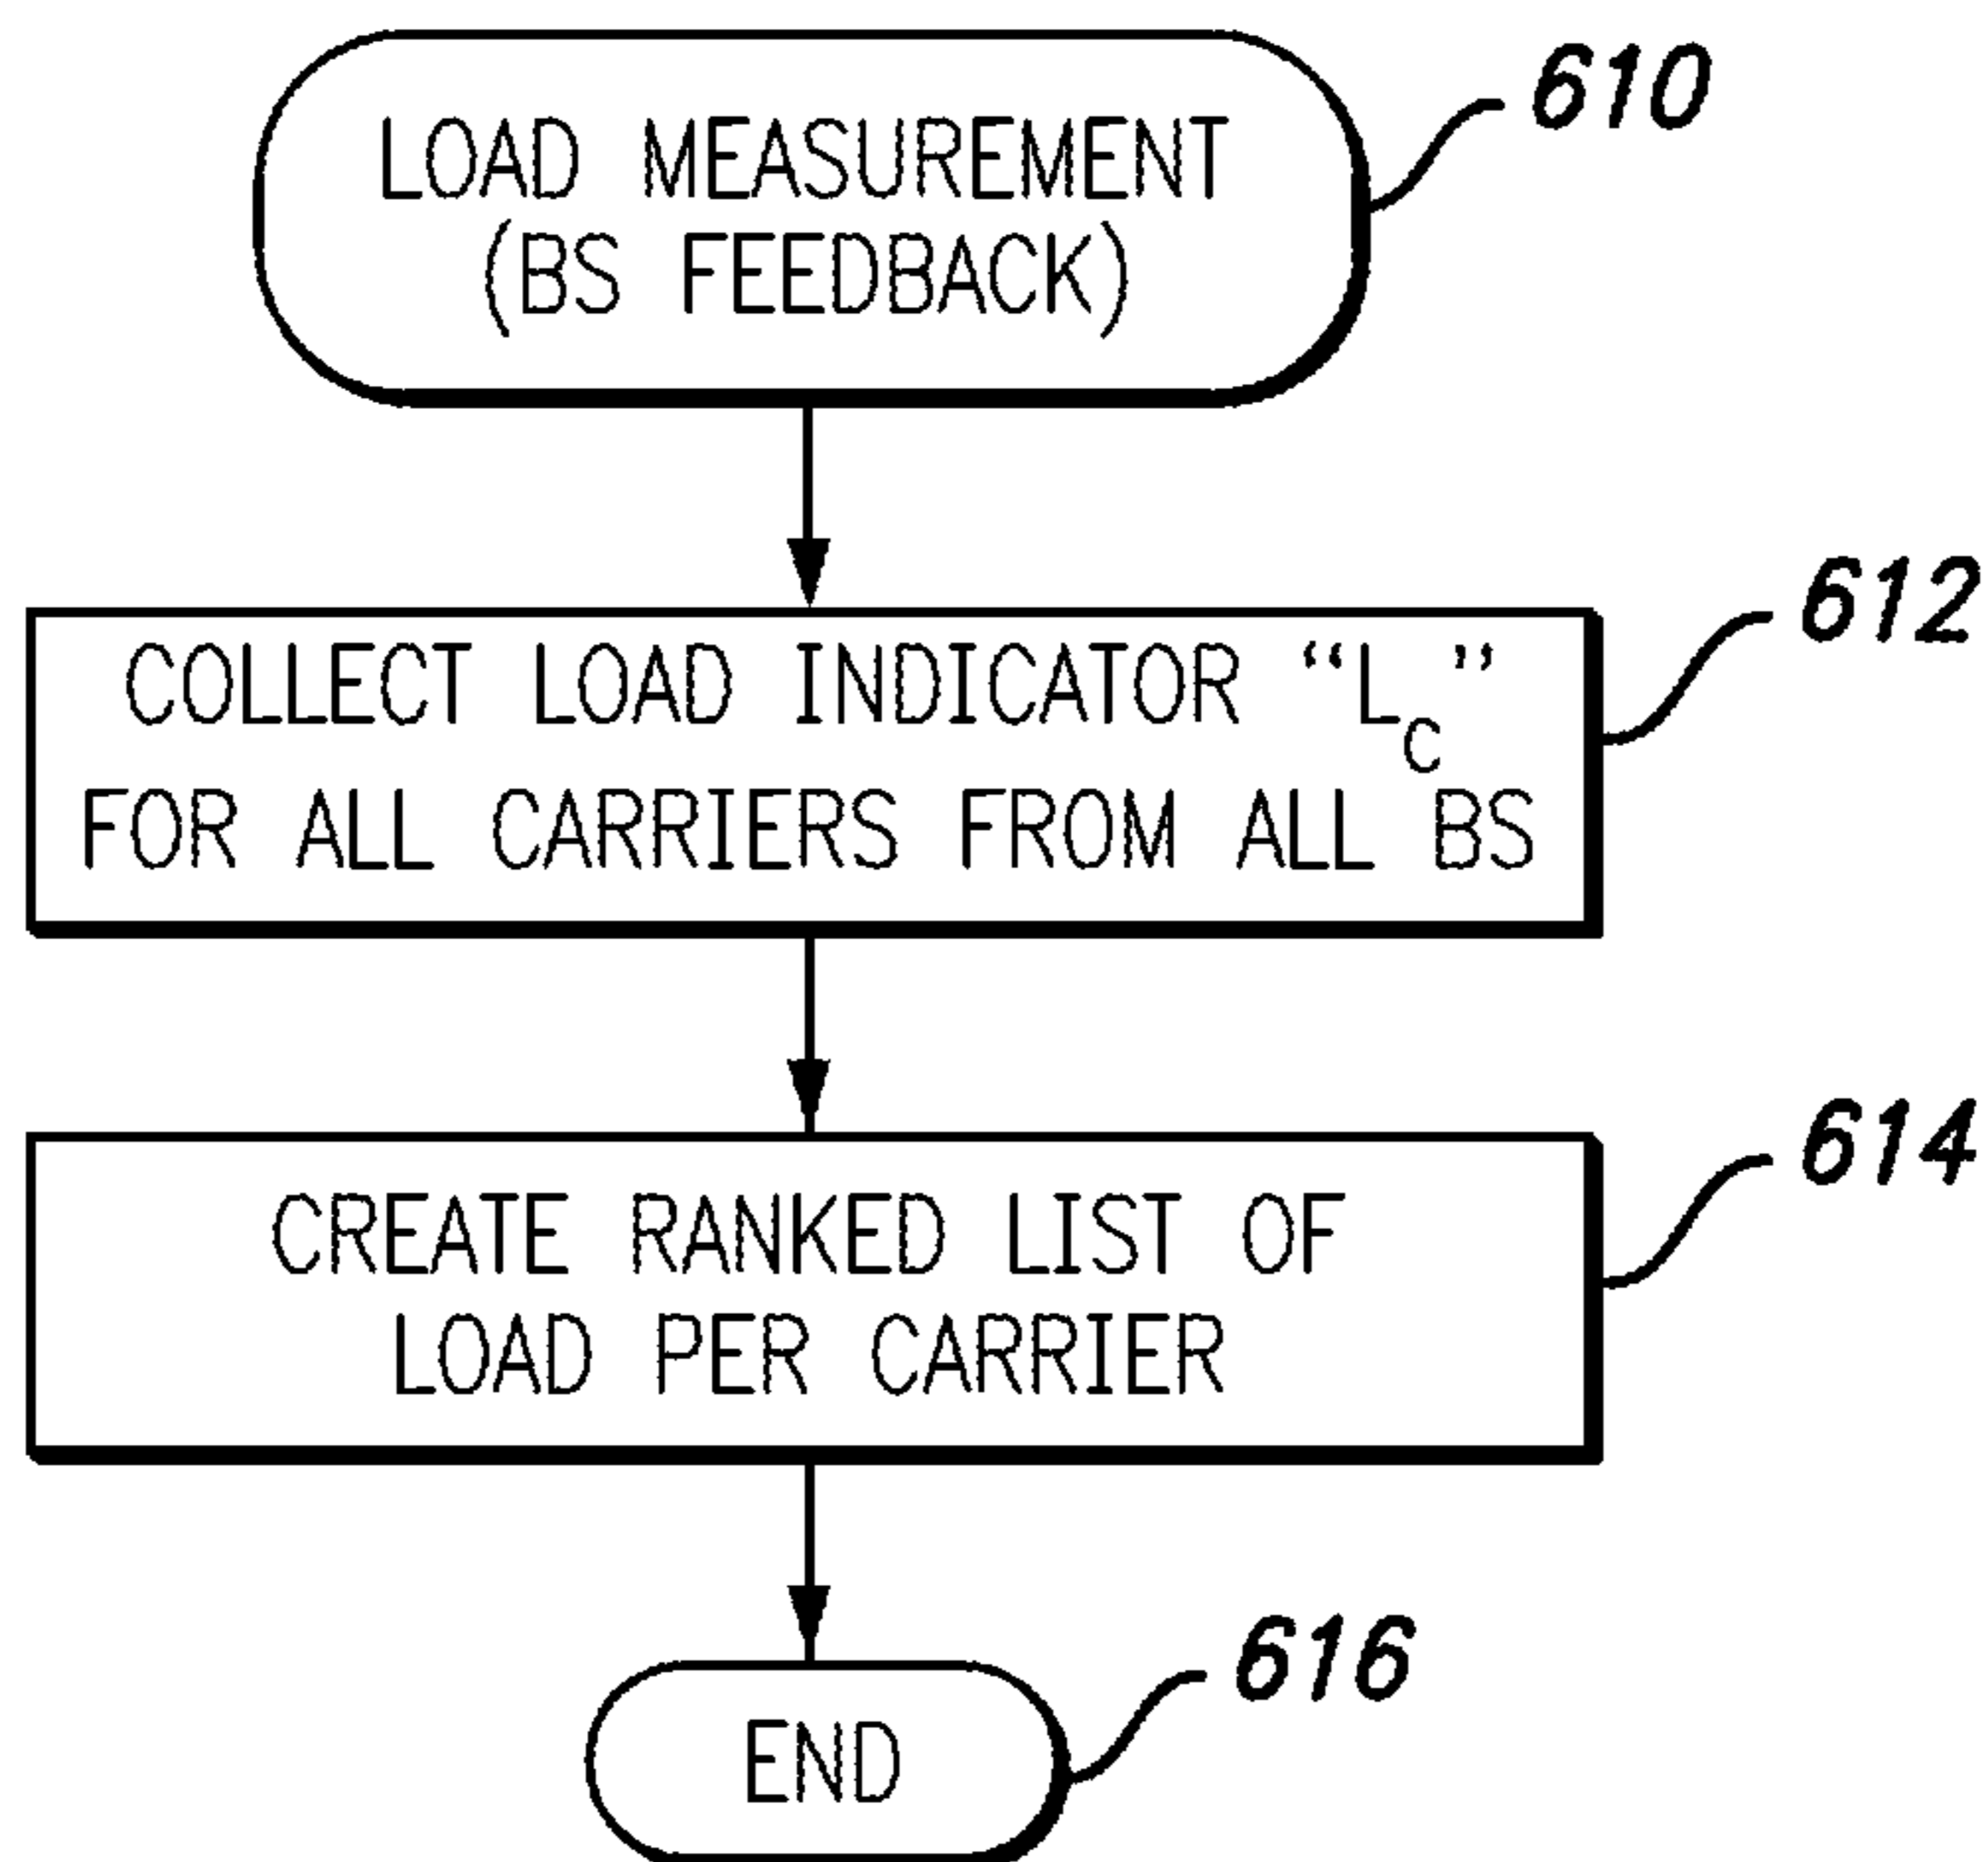 LOAD MEASUREMENT
(BS FEEDBACK)
610
COLLECT LOAD INDICATOR “L_C”
FOR ALL CARRIERS FROM ALL BS
612
CREATE RANKED LIST OF
LOAD PER CARRIER
614
END
616